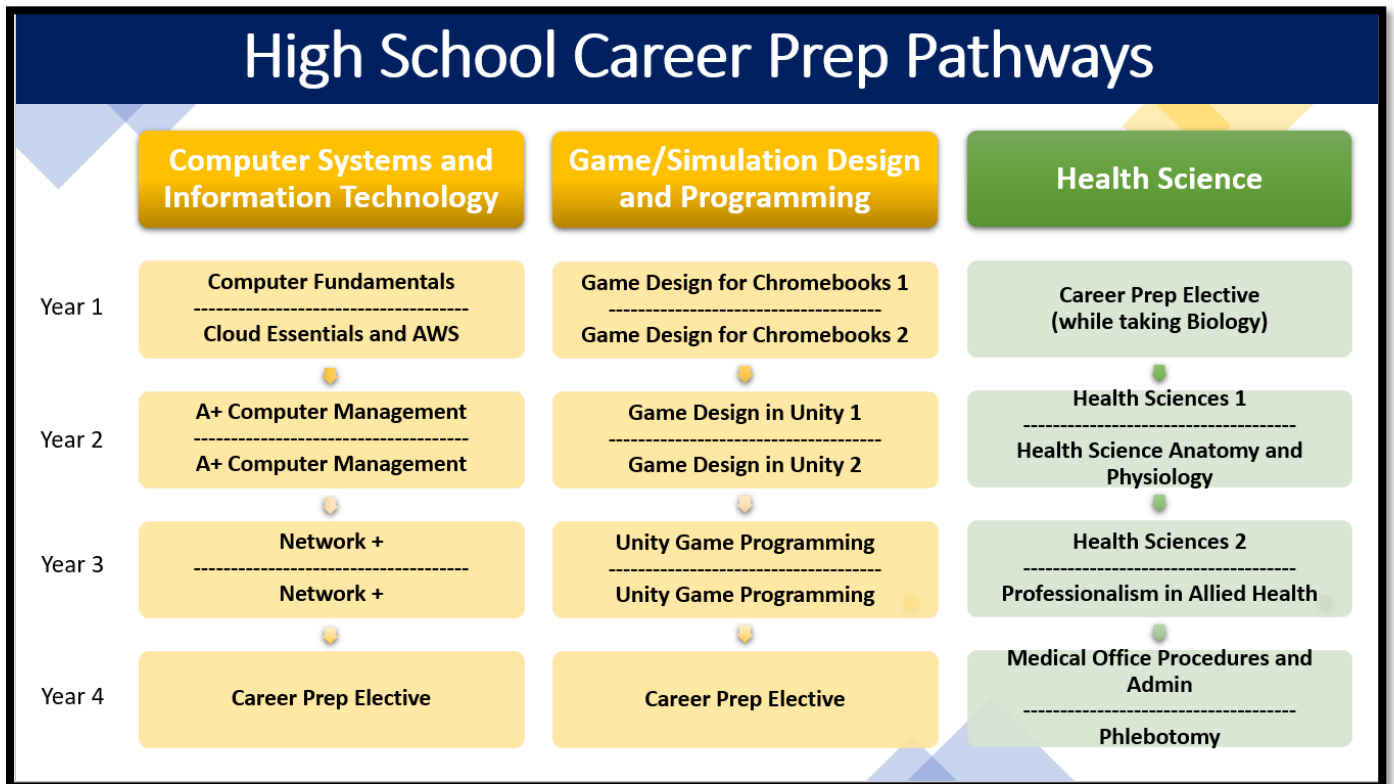 High School Career Prep Pathways
Computer Systems and
Information Technology
Game/Simulation Design
and Programming
Health Science
Year 1
Computer Fundamentals
-------------------------------------
Cloud Essentials and AWS
Game Design for Chromebooks 1
-------------------------------------
Game Design for Chromebooks 2
Career Prep Elective
(while taking Biology)
Year 2
A+ Computer Management
-------------------------------------
A+ Computer Management
Game Design in Unity 1
-------------------------------------
Game Design in Unity 2
Health Sciences 1
-------------------------------------
Health Science Anatomy and
Physiology
Year 3
Network +
-------------------------------------
Network +
Unity Game Programming
-------------------------------------
Unity Game Programming
Health Sciences 2
-------------------------------------
Professionalism in Allied Health
Year 4
Career Prep Elective
Career Prep Elective
Medical Office Procedures and
Admin
-------------------------------------
Phlebotomy